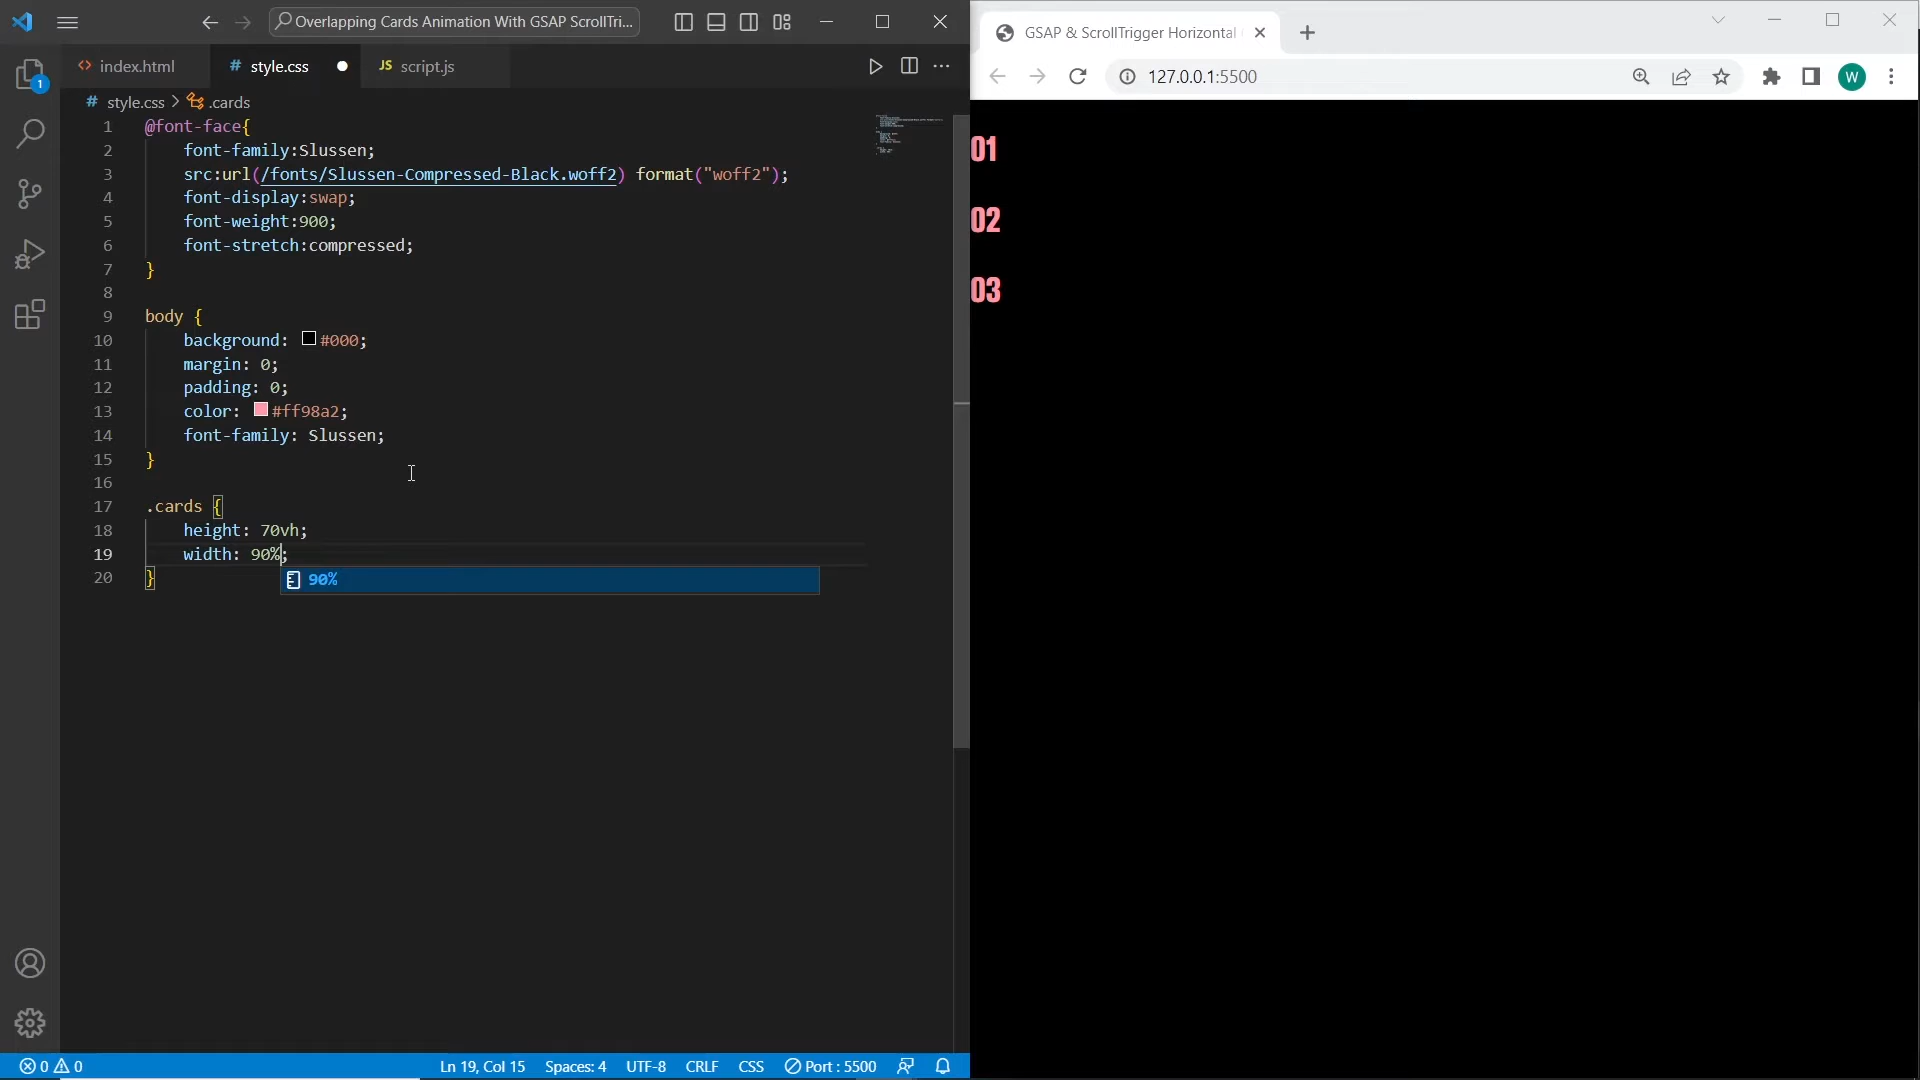 Overlapping Cards Animation With GSAP ScrollTri...
index.html
style.css
JS script.js
1
# style.css > .cards
1 @font-face{
2 font-family:Slussen;
3 src:url(/fonts/Slussen-Compressed-Black.woff2) format("woff2");
4 font-display:swap;
5 font-weight:900;
6 font-stretch:compressed;
7 }
8
9 body {
10 background: #000;
11 margin: 0;
12 padding: 0;
13 color: #ff98a2;
14 font-family: Slussen;
15 }
16
17 .cards {
18 height: 70vh;
19 width: 90%;
20 }
90%
0 0 Ln 19, Col 15 Spaces: 4 UTF-8 CRLF CSS Port : 5500
GSAP & ScrollTrigger Horizontal
127.0.0.1:5500
W
01
02
03